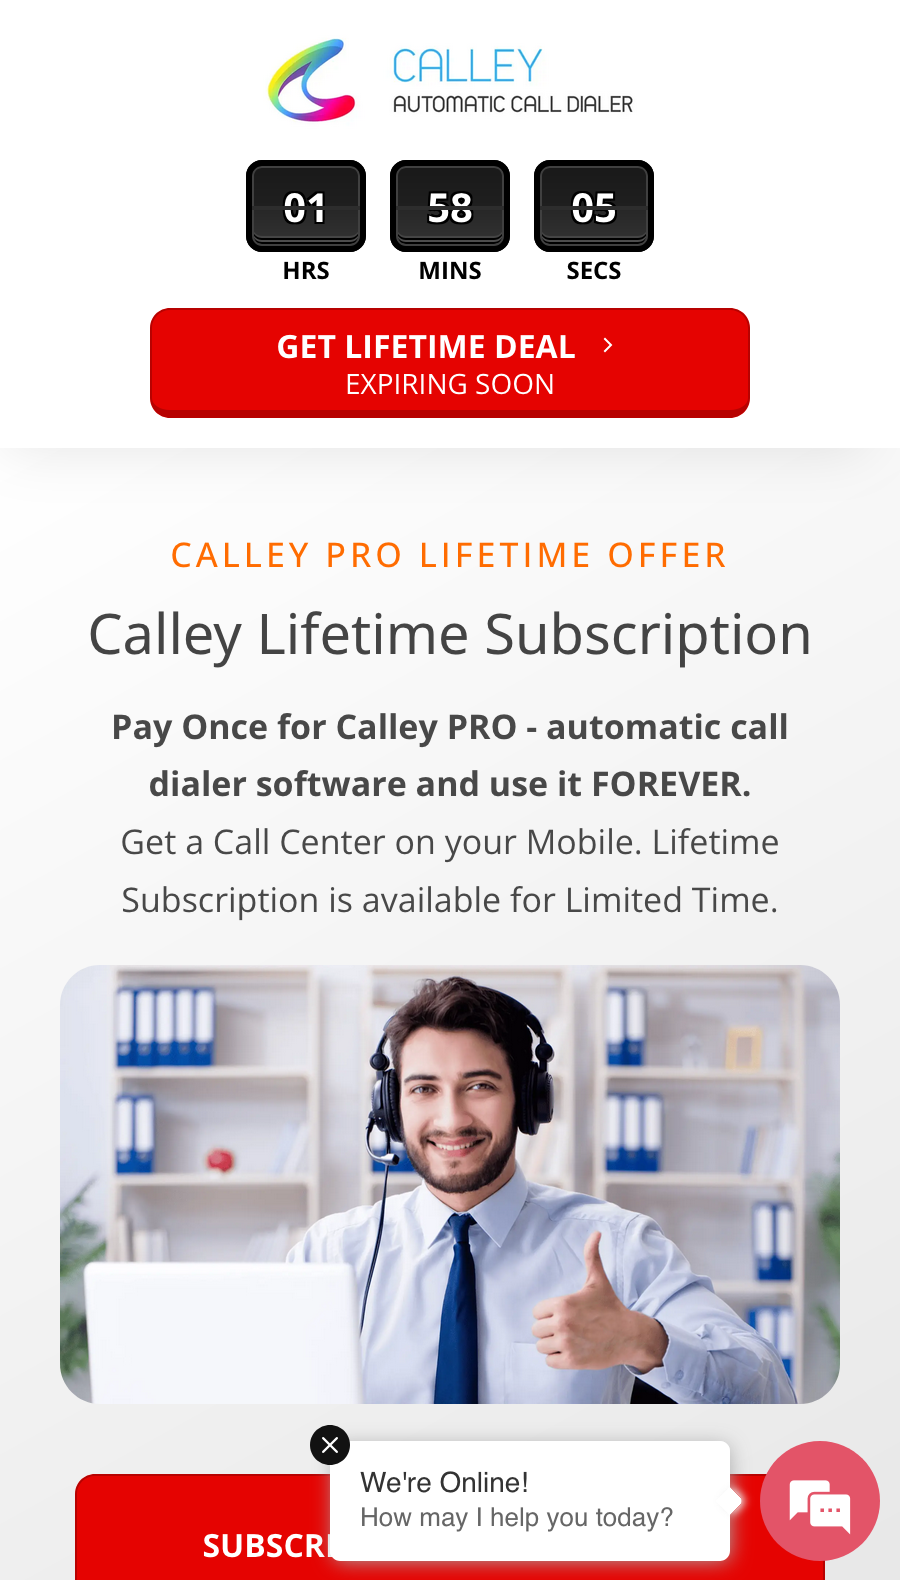 CALLEY
AUTOMATIC CALL DIALER
01 58 05
HRS MINS SECS
GET LIFETIME DEAL
EXPIRING SOON
CALLEY PRO LIFETIME OFFER
Calley Lifetime Subscription
Pay Once for Calley PRO - automatic call
dialer software and use it FOREVER.
Get a Call Center on your Mobile. Lifetime
Subscription is available for Limited Time.
We're Online!
How may I help you today?